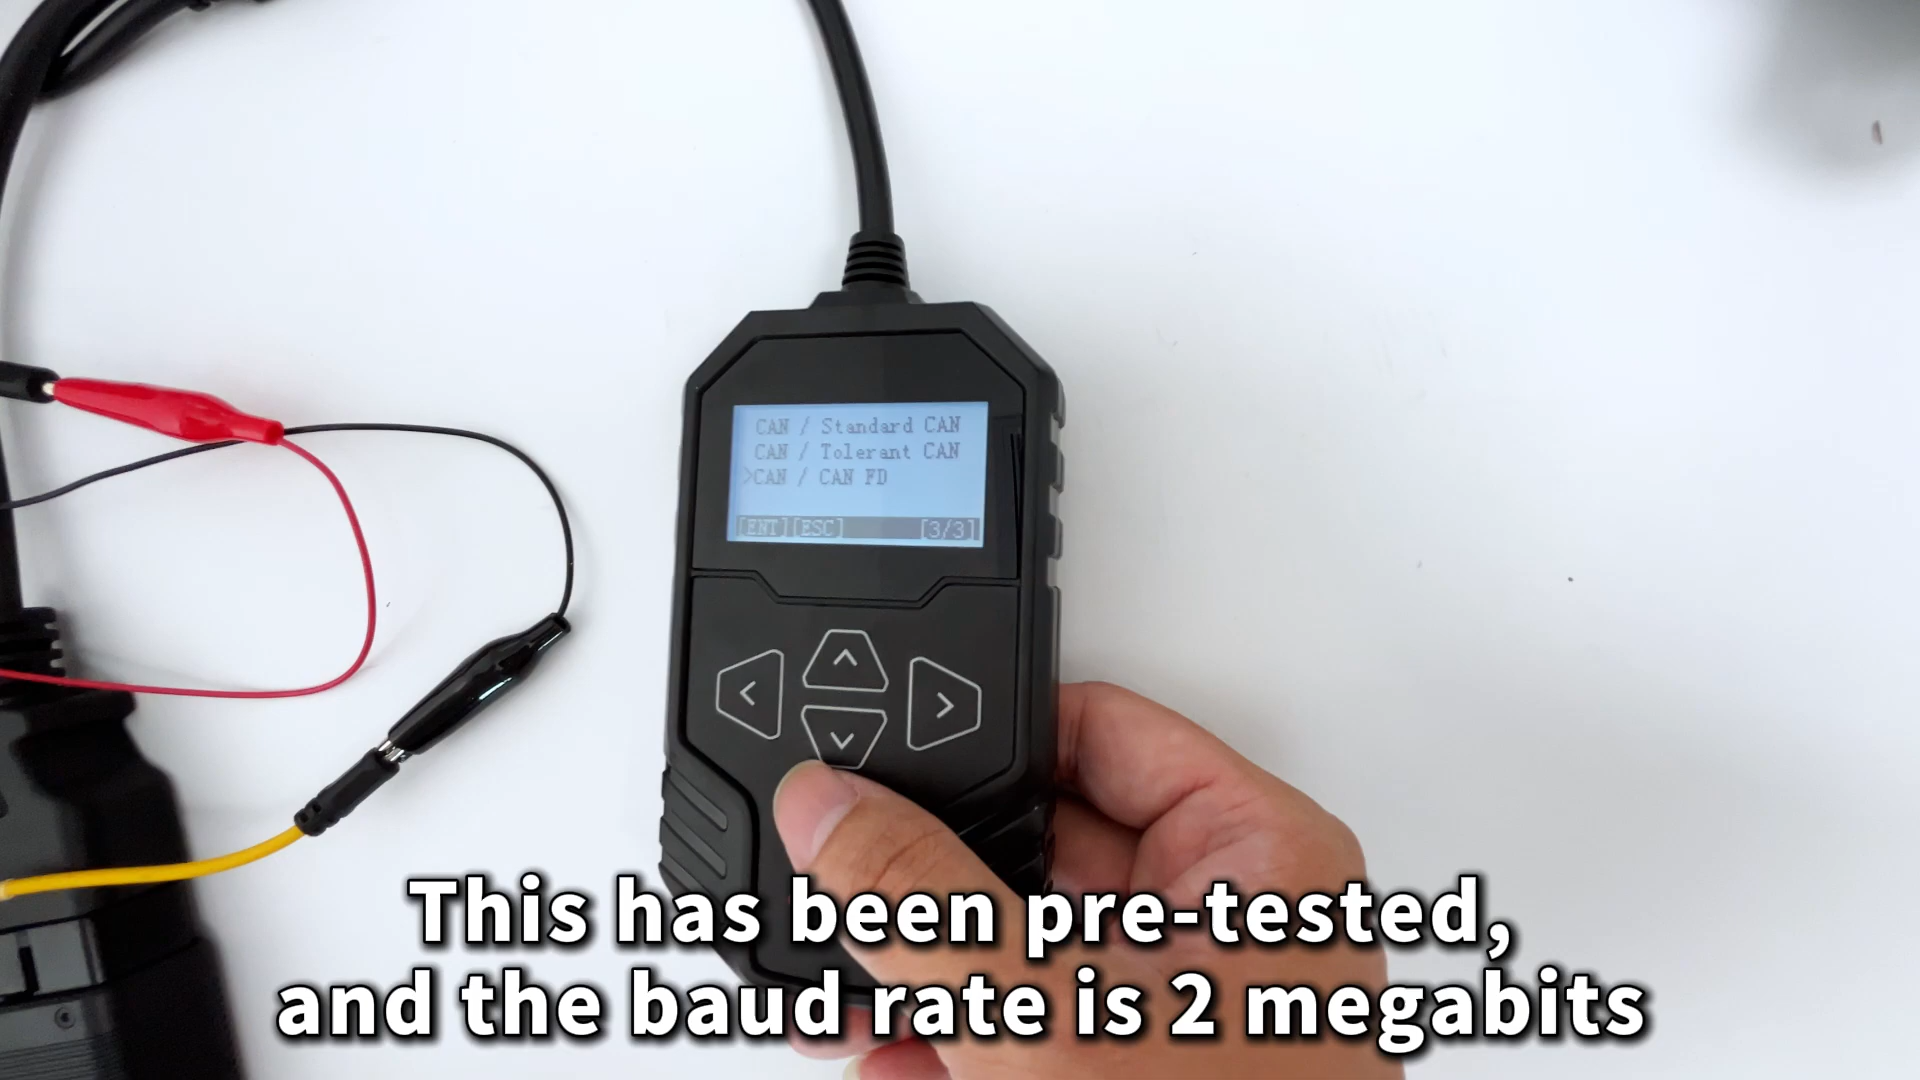 CAN / Standard CAN
CAN / Tolerant CAN
>CAN / CAN FD
[ENT][ESC] [3/3]
This has been pre-tested,
and the baud rate is 2 megabits